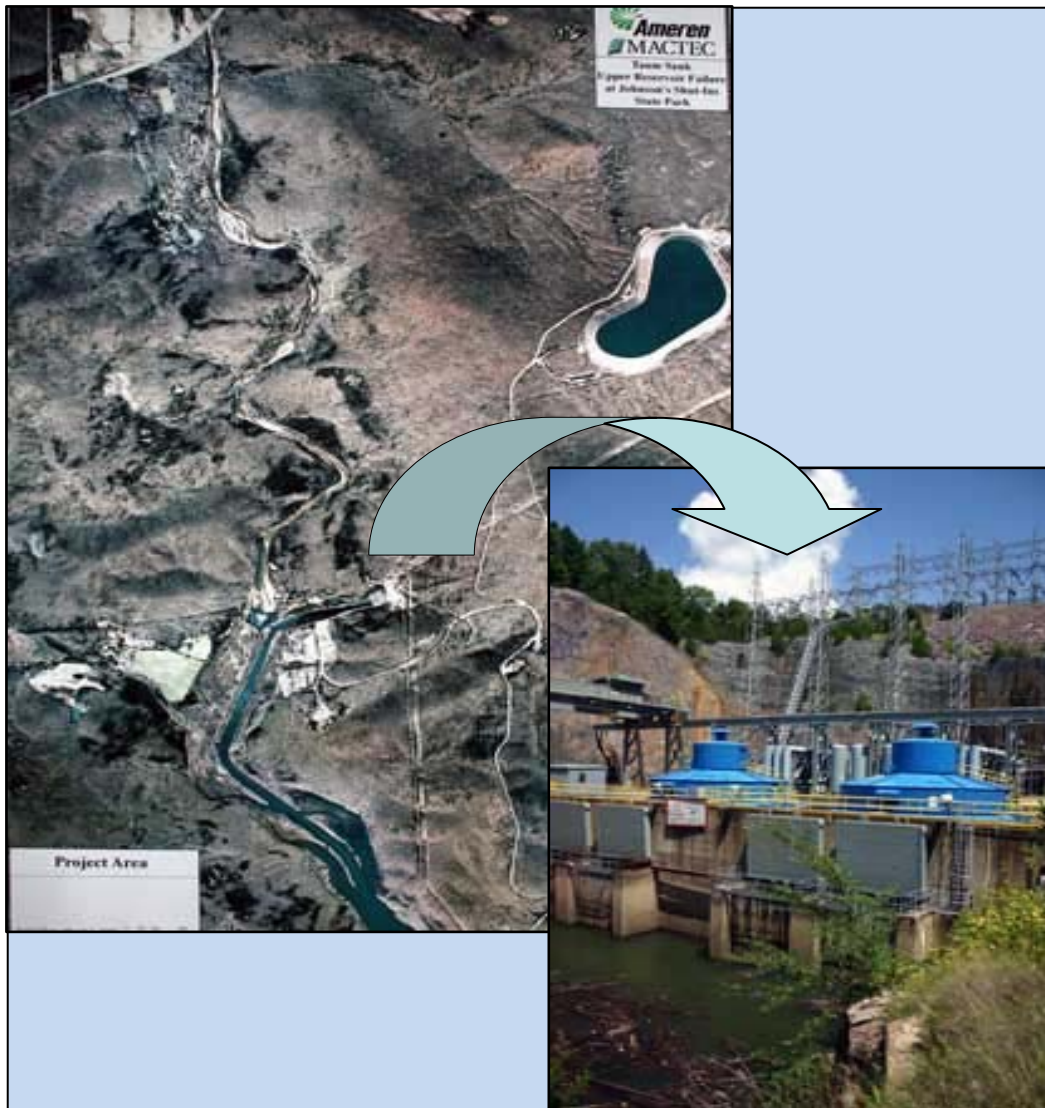 Ameren
MACTEC
Taum Sauk
Upper Reservoir Failure
at Johnson's Shut-Ins
State Park
Project Area